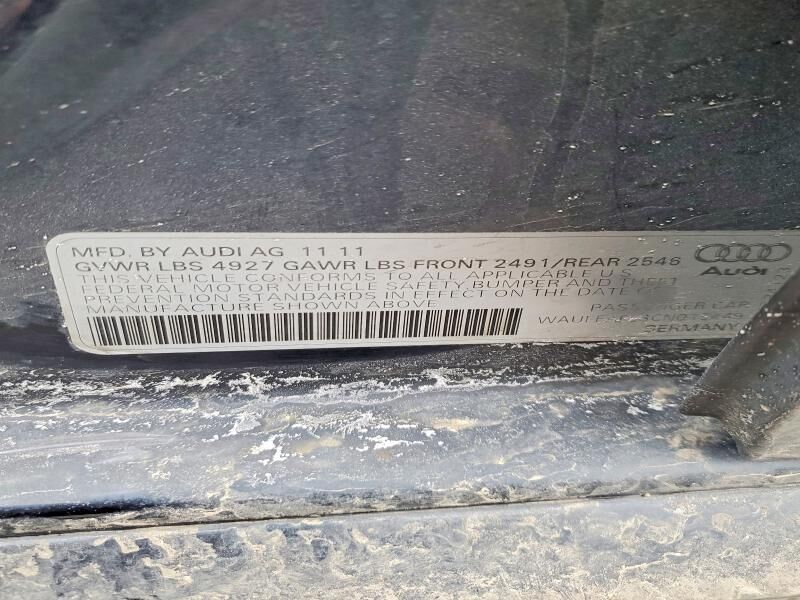 MFD. BY AUDI AG 11 11
GVWR LBS 4927 GAWR LBS FRONT 2491/REAR 2546
THIS VEHICLE CONFORMS TO ALL APPLICABLE U.S.
FEDERAL MOTOR VEHICLE SAFETY, BUMPER AND THEFT
PREVENTION STANDARDS IN EFFECT ON THE DATE
MANUFACTURE SHOWN ABOVE
Audi
PASSENGER CAR
GERMANY